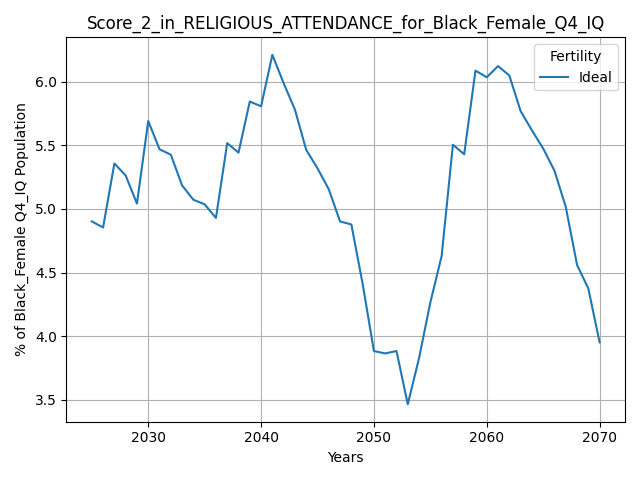 Score_2_in_RELIGIOUS_ATTENDANCE_for_Black_Female_Q4_IQ
Fertility
Ideal
% of Black_Female Q4_IQ Population
6.0
5.5
5.0
4.5
4.0
3.5
2030
2040
2050
2060
2070
Years